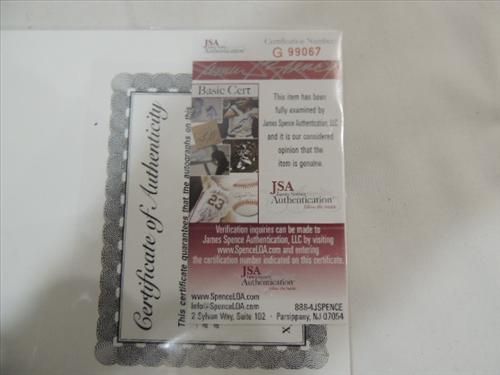 JSA
Authentication
Certification Number
G 99067
Basic Cert
This item has been
fully examined by
James Spence Authentication, LLC
and it is our considered
opinion that the
item is genuine.
23
JSA
Authentication
follow the leader
Verification inquiries can be made to
James Spence Authentication, LLC by visiting
www.SpenceLOA.com and entering
the certification number indicated on this certificate.
JSA
Authentication
www.SpenceLOA.com
Info@SpenceLOA.com
888-4JSPENCE
2 Sylvan Way, Suite 102 · Parsippany, NJ 07054
Certificate of Authenticity
This certificate guarantees that the autographs on this
X